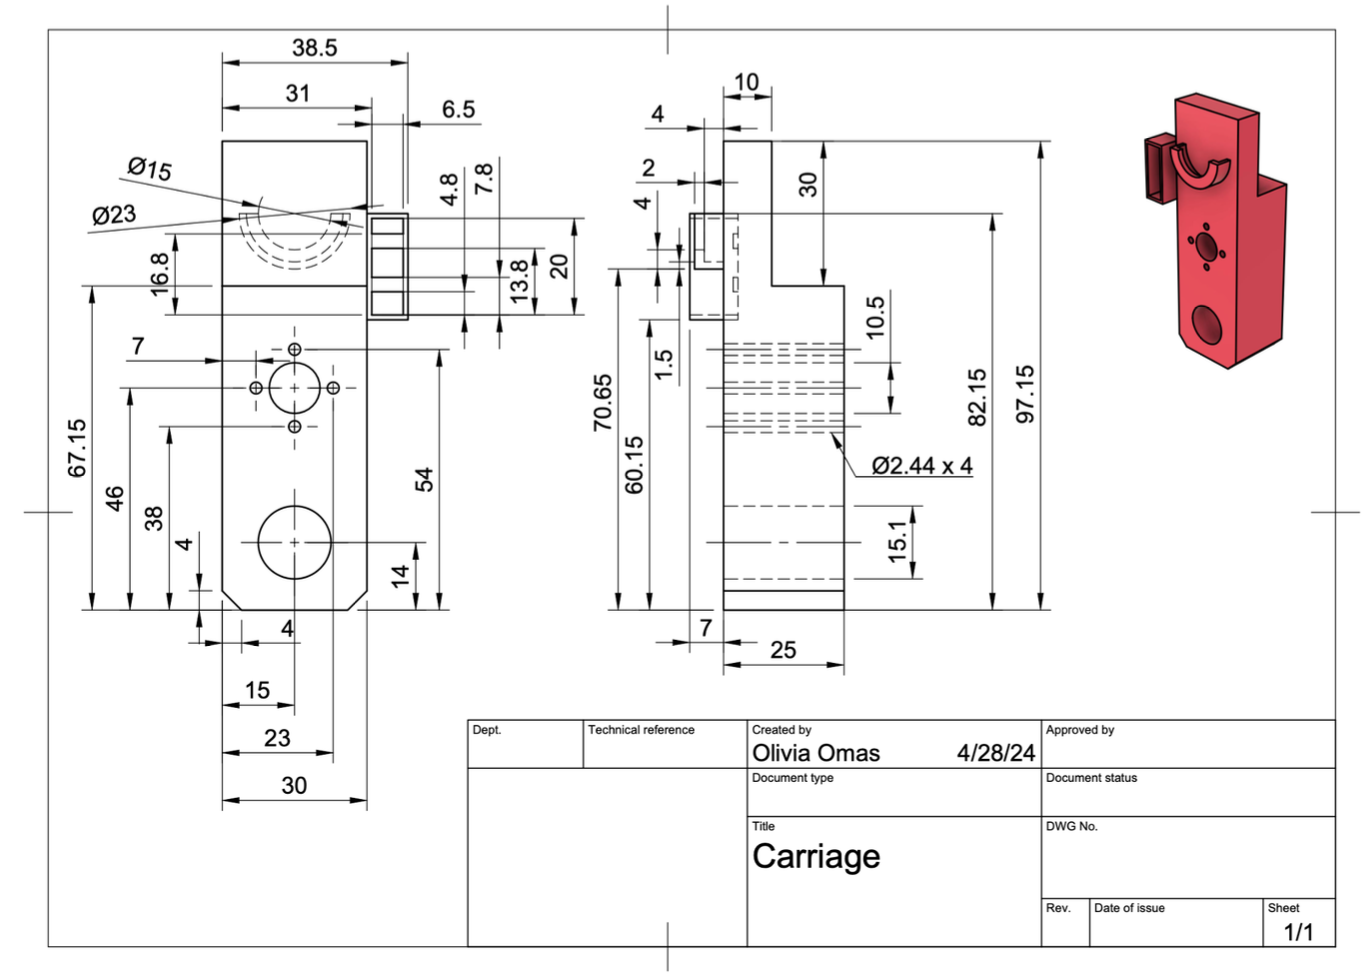 38.5
31
6.5
Ø15
Ø23
4.8
7.8
16.8
13.8
20
7
67.15
46
38
4
54
14
4
15
23
30
10
4
2
4
30
1.5
10.5
70.65
60.15
82.15
97.15
Ø2.44 x 4
15.1
7
25
Dept.
Technical reference
Created by
Olivia Omas 4/28/24
Approved by
Document type
Document status
Title
Carriage
DWG No.
Rev.
Date of issue
Sheet
1/1